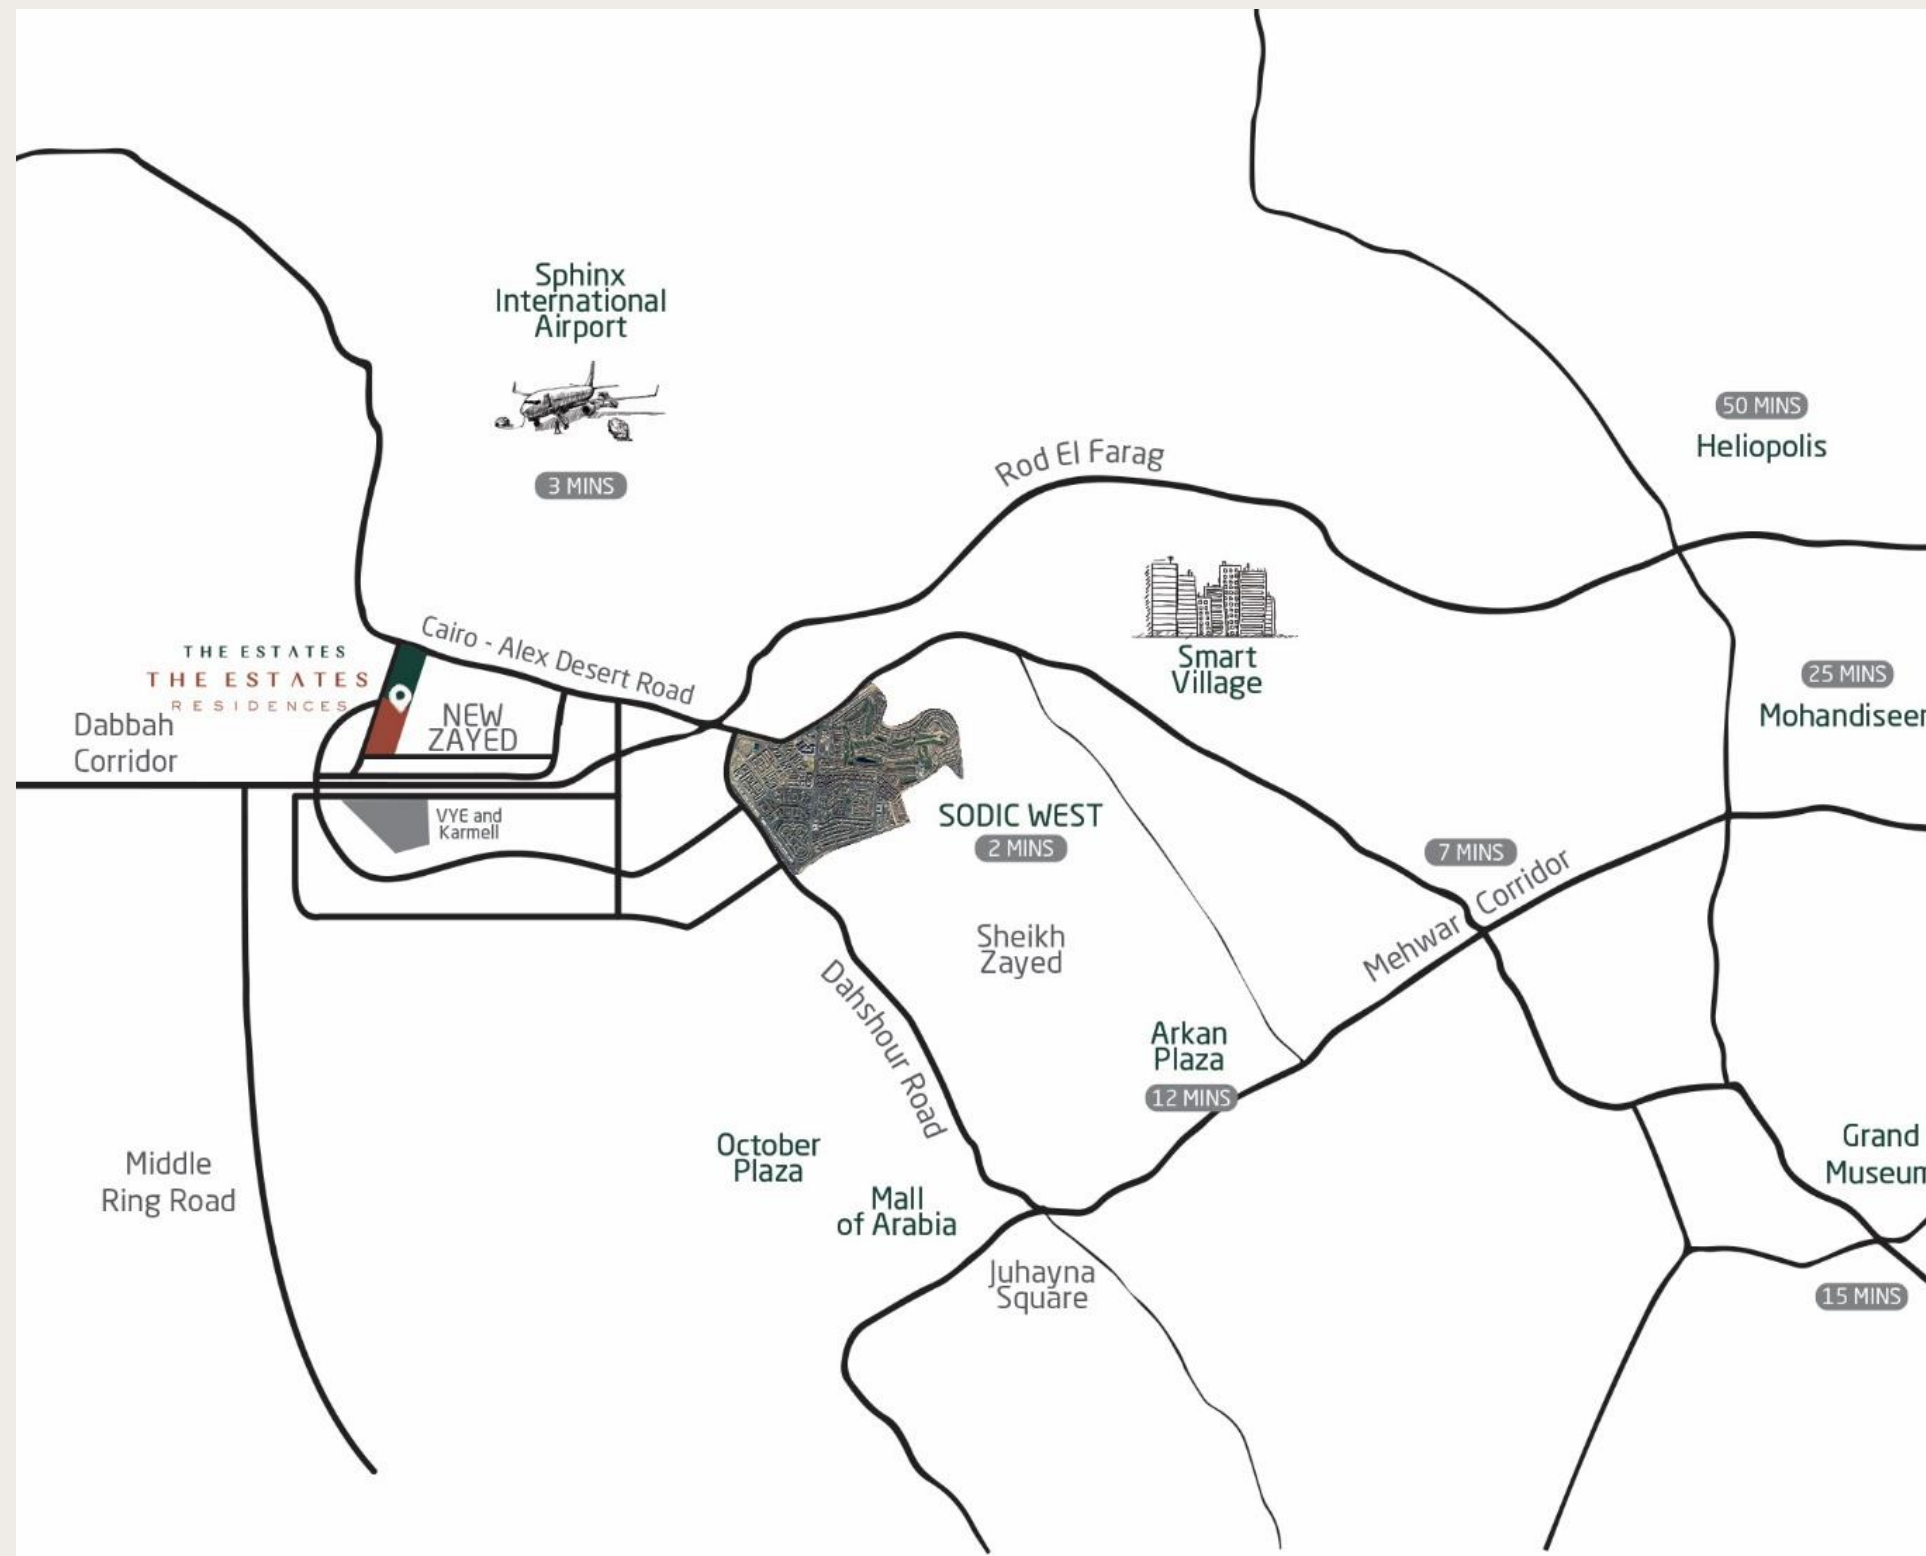 Sphinx
International
Airport
3 MINS
50 MINS
Heliopolis
Rod El Farag
Smart
Village
Cairo - Alex Desert Road
THE ESTATES
THE ESTATES
RESIDENCES
Dabbah
Corridor
NEW
ZAYED
25 MINS
Mohandiseen
VYE and
Karmell
SODIC WEST
2 MINS
7 MINS
Mehwar Corridor
Sheikh
Zayed
Dahshour Road
Arkan
Plaza
12 MINS
October
Plaza
Mall
of Arabia
Middle
Ring Road
Grand
Museum
Juhayna
Square
15 MINS